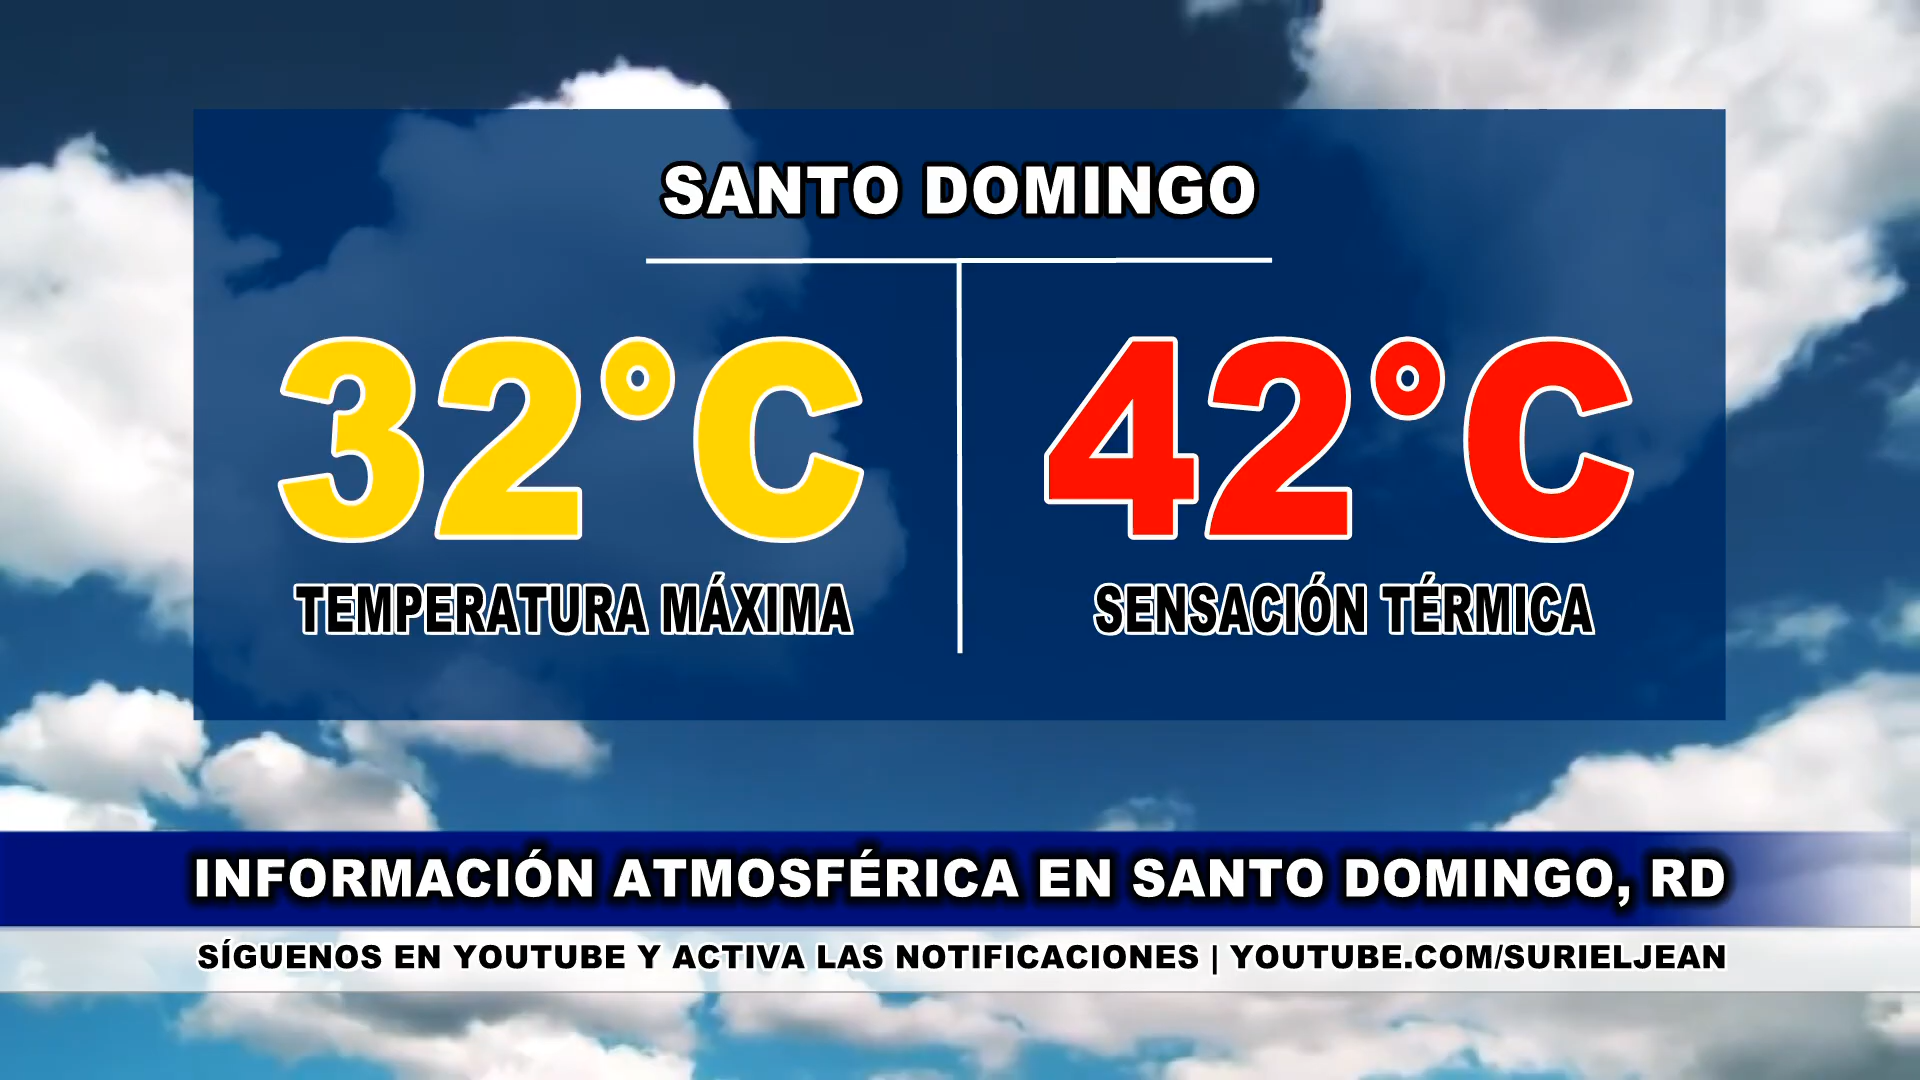 SANTO DOMINGO
32°C
42°C
TEMPERATURA MÁXIMA
SENSACIÓN TÉRMICA
INFORMACIÓN ATMOSFÉRICA EN SANTO DOMINGO, RD
SÍGUENOS EN YOUTUBE Y ACTIVA LAS NOTIFICACIONES | YOUTUBE.COM/SURIELJEAN